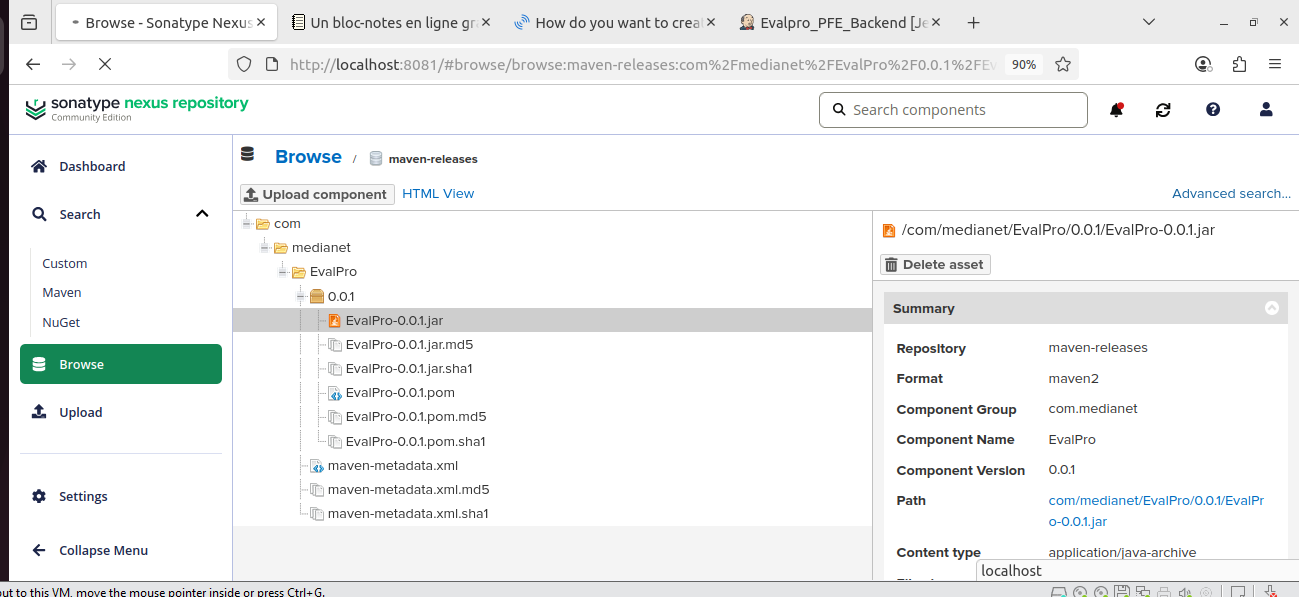 Browse - Sonatype Nexus
Un bloc-notes en ligne gr
How do you want to crea
Evalpro_PFE_Backend [Je
http://localhost:8081/#browse/browse:maven-releases:com%2Fmedianet%2FEvalPro%2F0.0.1%2FEv
90%
sonatype nexus repository
Community Edition
Search components
Dashboard
Search
Custom
Maven
NuGet
Browse
Upload
Settings
Collapse Menu
Browse / maven-releases
Upload component
HTML View
Advanced search...
com
medianet
EvalPro
0.0.1
EvalPro-0.0.1.jar
EvalPro-0.0.1.jar.md5
EvalPro-0.0.1.jar.sha1
EvalPro-0.0.1.pom
EvalPro-0.0.1.pom.md5
EvalPro-0.0.1.pom.sha1
maven-metadata.xml
maven-metadata.xml.md5
maven-metadata.xml.sha1
/com/medianet/EvalPro/0.0.1/EvalPro-0.0.1.jar
Delete asset
Summary
Repository maven-releases
Format maven2
Component Group com.medianet
Component Name EvalPro
Component Version 0.0.1
Path com/medianet/EvalPro/0.0.1/EvalPr
o-0.0.1.jar
Content type application/java-archive
localhost
out to this VM, move the mouse pointer inside or press Ctrl+G.